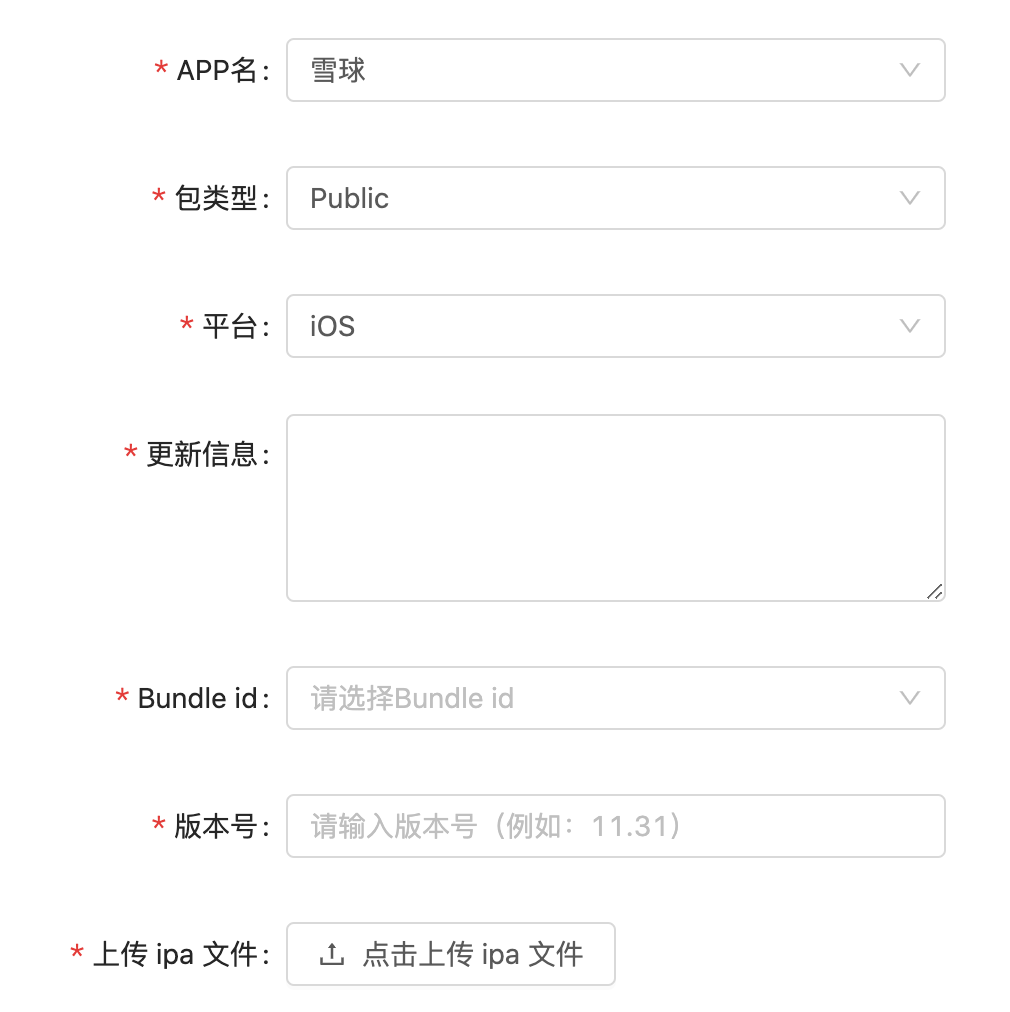 * APP名: 雪球
* 包类型: Public
* 平台: iOS
* 更新信息:
* Bundle id: 请选择Bundle id
* 版本号: 请输入版本号（例如：11.31）
* 上传 ipa 文件: 点击上传 ipa 文件